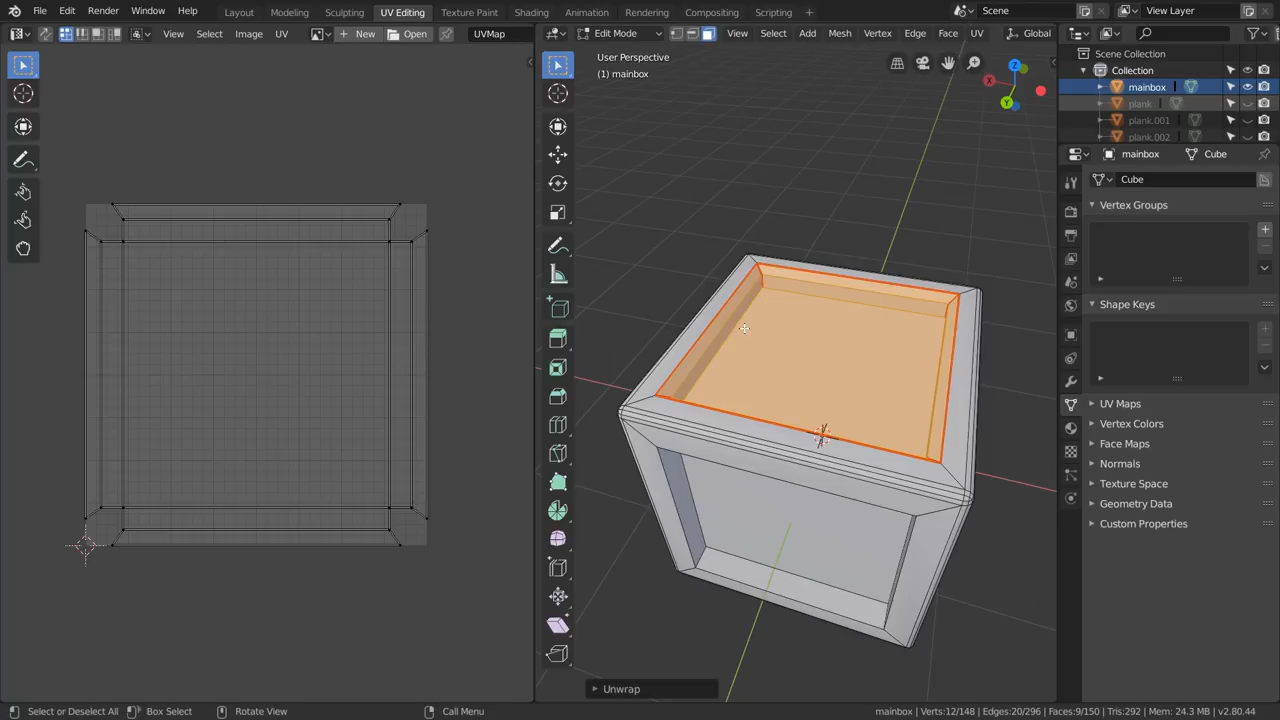 File Edit Render Window Help Layout Modeling Sculpting UV Editing Texture Paint Shading Animation Rendering Compositing Scripting + Scene View Layer
View Select Image UV New Open UVMap Edit Mode View Select Add Mesh Vertex Edge Face UV Global
User Perspective
(1) mainbox
Z
X
Y
Scene Collection
Collection
mainbox
plank
plank.001
plank.002
mainbox Cube
Cube
Vertex Groups
Shape Keys
UV Maps
Vertex Colors
Face Maps
Normals
Texture Space
Geometry Data
Custom Properties
Unwrap
Select or Deselect All Box Select Rotate View Call Menu mainbox | Verts:12/148 | Edges:20/296 | Faces:9/150 | Tris:292 | Mem: 24.3 MB | v2.80.44